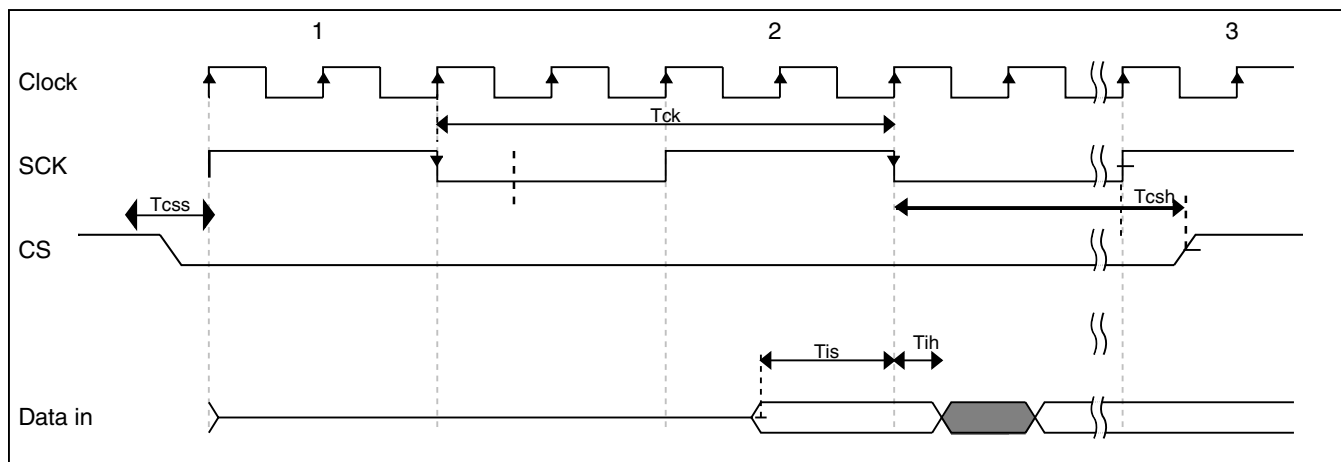 1 2 3
Clock
Tck
SCK
Tcss Tcsh
CS
Tis Tih
Data in